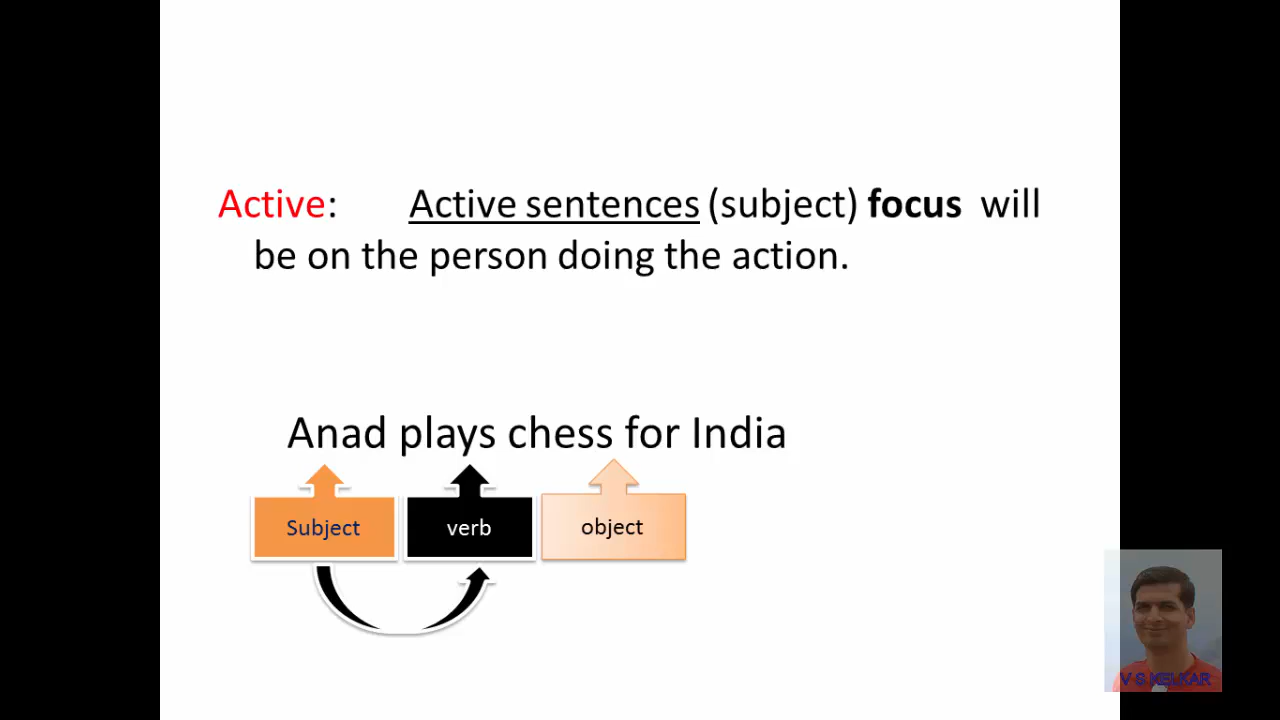 Active: Active sentences (subject) focus will
be on the person doing the action.
Anad plays chess for India
Subject verb object
V S KELKAR